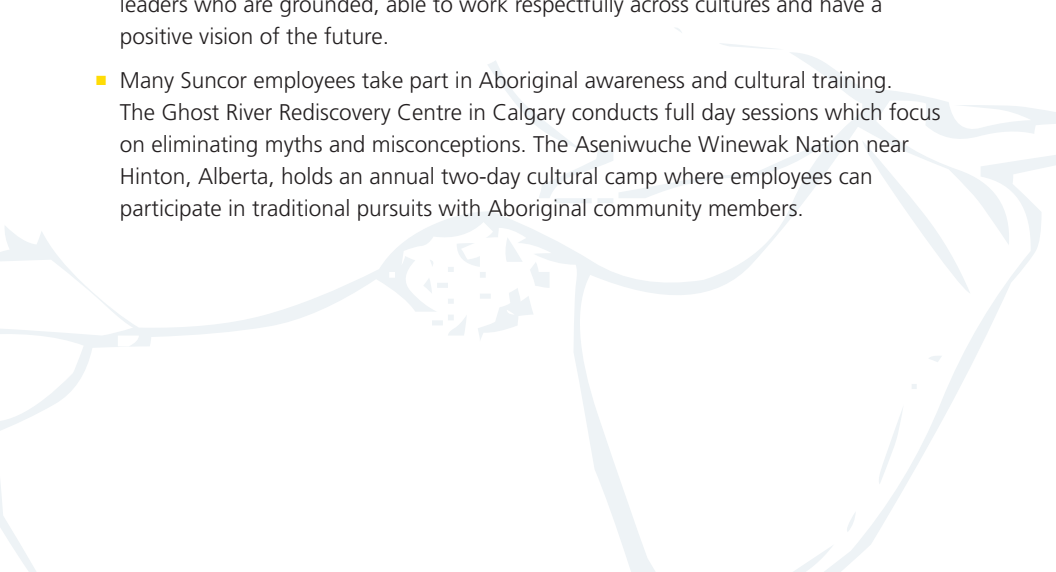 leaders who are grounded, able to work respectfully across cultures and have a
positive vision of the future.
Many Suncor employees take part in Aboriginal awareness and cultural training.
The Ghost River Rediscovery Centre in Calgary conducts full day sessions which focus
on eliminating myths and misconceptions. The Aseniwuche Winewak Nation near
Hinton, Alberta, holds an annual two-day cultural camp where employees can
participate in traditional pursuits with Aboriginal community members.